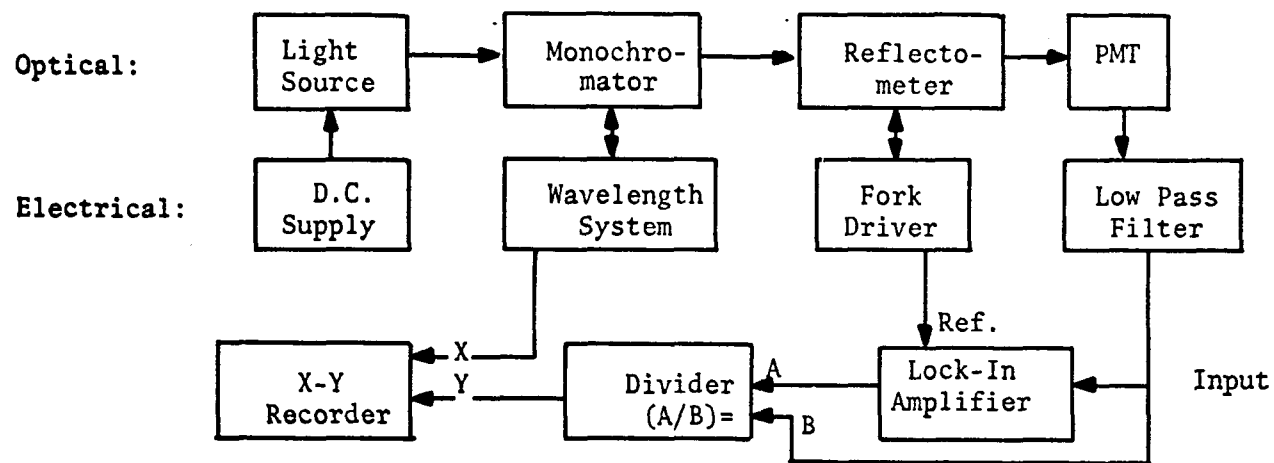 Optical:
Light
Source
Monochro-
mator
Reflecto-
meter
PMT
Electrical:
D.C.
Supply
Wavelength
System
Fork
Driver
Low Pass
Filter
Ref.
X-Y
Recorder
X
Y
Divider
(A/B)=
A
B
Lock-In
Amplifier
Input